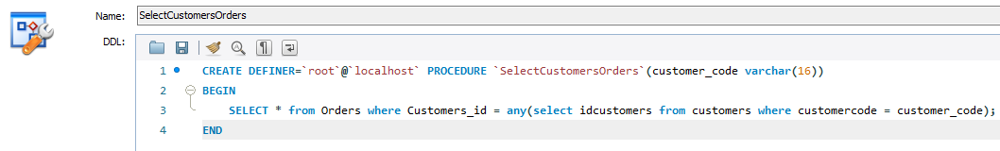 Name: SelectCustomersOrders
DDL:
1 CREATE DEFINER=`root`@`localhost` PROCEDURE `SelectCustomersOrders`(customer_code varchar(16))
2 BEGIN
3 SELECT * from Orders where Customers_id = any(select idcustomers from customers where customercode = customer_code);
4 END